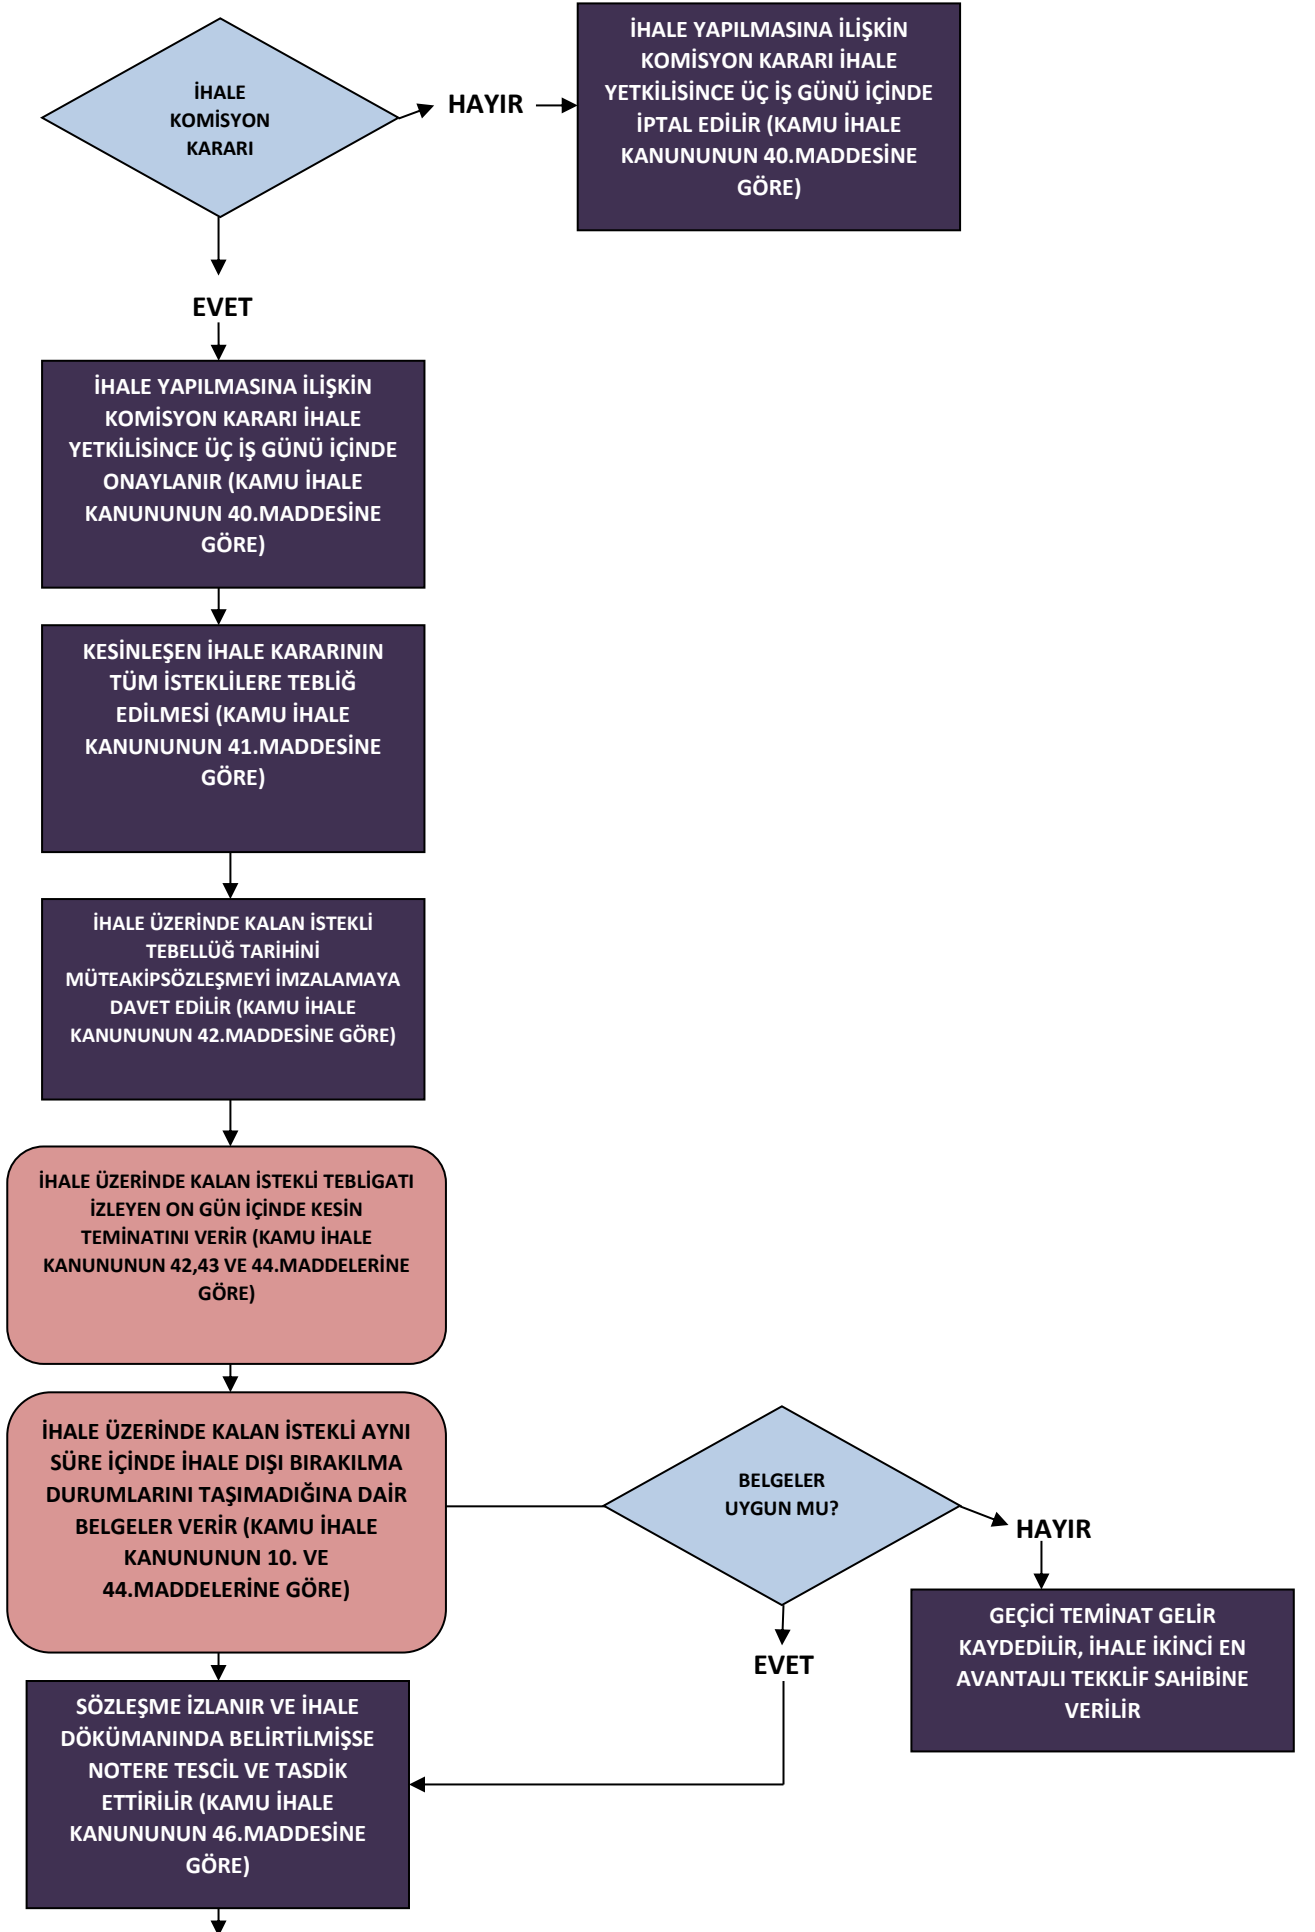 İHALE
KOMİSYON
KARARI
HAYIR
İHALE YAPILMASINA İLİŞKİN
KOMİSYON KARARI İHALE
YETKİLİSİNCE ÜÇ İŞ GÜNÜ İÇİNDE
İPTAL EDİLİR (KAMU İHALE
KANUNUNUN 40.MADDESİNE
GÖRE)
EVET
İHALE YAPILMASINA İLİŞKİN
KOMİSYON KARARI İHALE
YETKİLİSİNCE ÜÇ İŞ GÜNÜ İÇİNDE
ONAYLANIR (KAMU İHALE
KANUNUNUN 40.MADDESİNE
GÖRE)
KESİNLEŞEN İHALE KARARININ
TÜM İSTEKLİLERE TEBLİĞ
EDİLMESİ (KAMU İHALE
KANUNUNUN 41.MADDESİNE
GÖRE)
İHALE ÜZERİNDE KALAN İSTEKLİ
TEBELLÜĞ TARİHİNİ
MÜTEAKİPSÖZLEŞMEYİ İMZALAMAYA
DAVET EDİLİR (KAMU İHALE
KANUNUNUN 42.MADDESİNE GÖRE)
İHALE ÜZERİNDE KALAN İSTEKLİ TEBLİGATI
İZLEYEN ON GÜN İÇİNDE KESİN
TEMİNATINI VERİR (KAMU İHALE
KANUNUNUN 42,43 VE 44.MADDELERİNE
GÖRE)
İHALE ÜZERİNDE KALAN İSTEKLİ AYNI
SÜRE İÇİNDE İHALE DIŞI BIRAKILMA
DURUMLARINI TAŞIMADIĞINA DAİR
BELGELER VERİR (KAMU İHALE
KANUNUNUN 10. VE
44.MADDELERİNE GÖRE)
BELGELER
UYGUN MU?
HAYIR
GEÇİCİ TEMİNAT GELİR
KAYDEDİLİR, İHALE İKİNCİ EN
AVANTAJLI TEKKLİF SAHİBİNE
VERİLİR
EVET
SÖZLEŞME İZLANIR VE İHALE
DÖKÜMANINDA BELİRTİLMİŞSE
NOTERE TESCİL VE TASDİK
ETTİRİLİR (KAMU İHALE
KANUNUNUN 46.MADDESİNE
GÖRE)